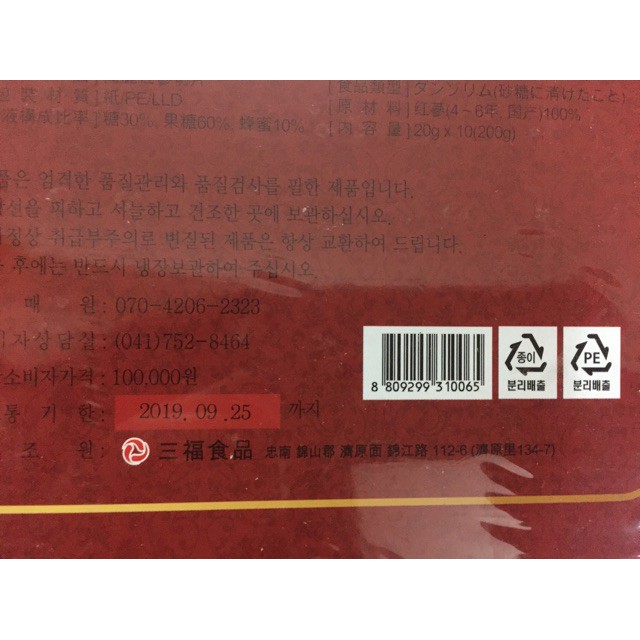 食品類型 ] タンゾリム(砂糖に漬けたこと)
包裝材質 ] 紙/PE/LLD
[原 材 料 ] 紅蔘(4~6年, 国产)100%
液構成比率 ] 糖30%, 果糖60%, 蜂蜜10%
[内 容 量 ] 20g x 10(200g)
품은 엄격한 품질관리와 품질검사를 필한 제품입니다.
피하고 서늘하고 건조한 곳에 보관하십시오.
취급부주의로 변질된 제품은 항상 교환하여 드립니다.
후에는 반드시 냉장보관하여 주십시오.
매 원 : 070-4206-2323
자상담실 : (041)752-8464
소비자가격 : 100,000원
통 기 한 : 2019.09.25 까지
조 원 : 三福食品 忠南 錦山郡 濟原面 錦江路 112-6 (濟原里134-7)
8 809299 310065
종이
분리배출
PE
분리배출